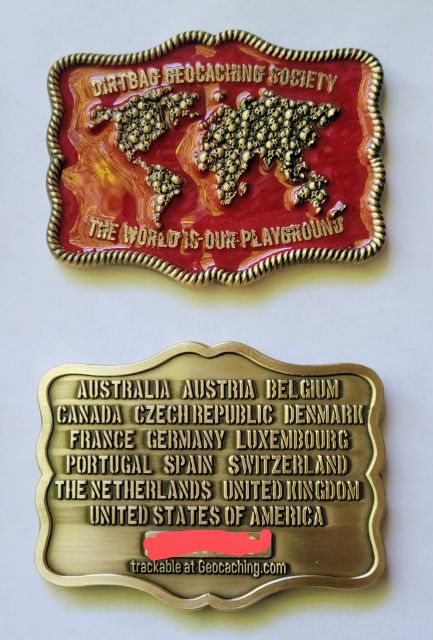 DIRTBAG GEOCACHING SOCIETY
THE WORLD IS OUR PLAYGROUND
AUSTRALIA AUSTRIA BELGIUM
CANADA CZECH REPUBLIC DENMARK
FRANCE GERMANY LUXEMBOURG
PORTUGAL SPAIN SWITZERLAND
THE NETHERLANDS UNITED KINGDOM
UNITED STATES OF AMERICA
trackable at Geocaching.com